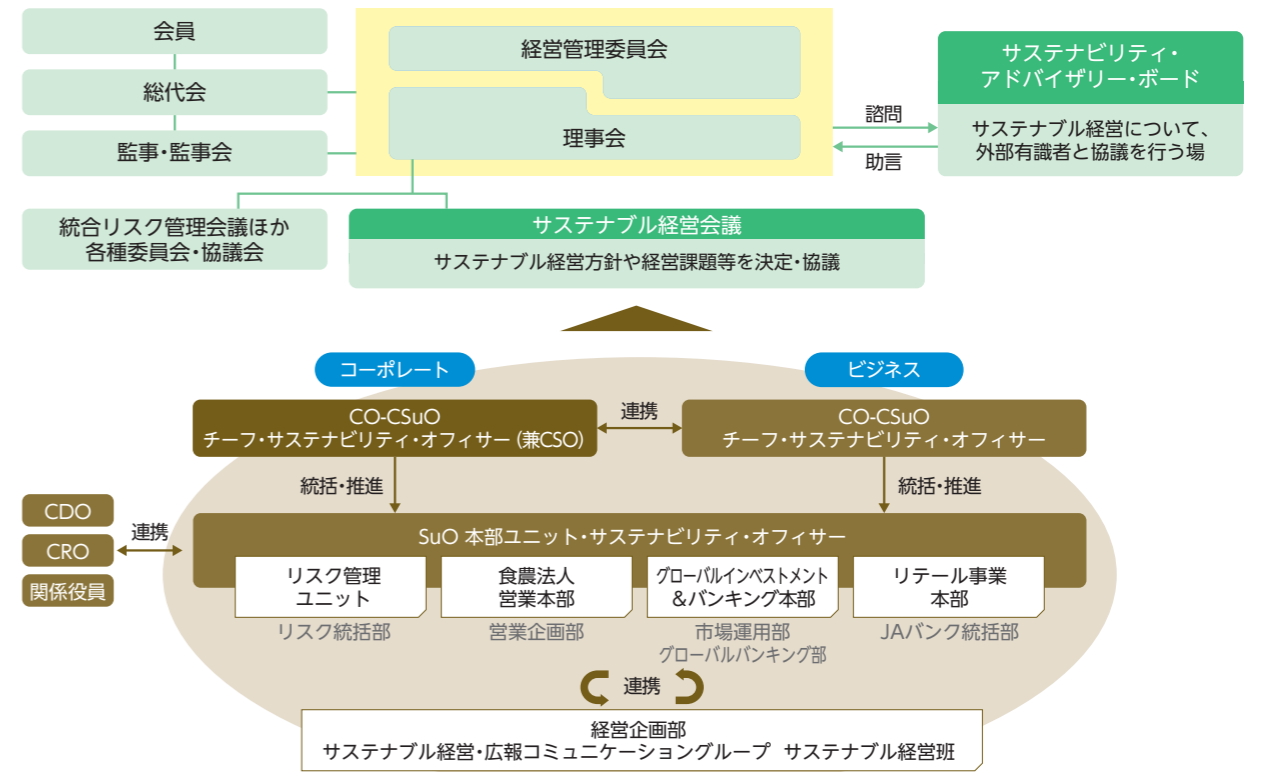 会員
総代会
監事・監事会
経営管理委員会
理事会
諮問
助言
サステナビリティ・
アドバイザリー・ボード
サステナブル経営について、
外部有識者と協議を行う場
統合リスク管理会議ほか
各種委員会・協議会
サステナブル経営会議
サステナブル経営方針や経営課題等を決定・協議
コーポレート
ビジネス
CO-CSuO
チーフ・サステナビリティ・オフィサー (兼CSO)
連携
CO-CSuO
チーフ・サステナビリティ・オフィサー
統括・推進
統括・推進
CDO
CRO
関係役員
連携
SuO 本部ユニット・サステナビリティ・オフィサー
リスク管理
ユニット
リスク統括部
食農法人
営業本部
営業企画部
グローバルインベストメント
&バンキング本部
市場運用部
グローバルバンキング部
リテール事業
本部
JAバンク統括部
連携
経営企画部
サステナブル経営・広報コミュニケーショングループ サステナブル経営班